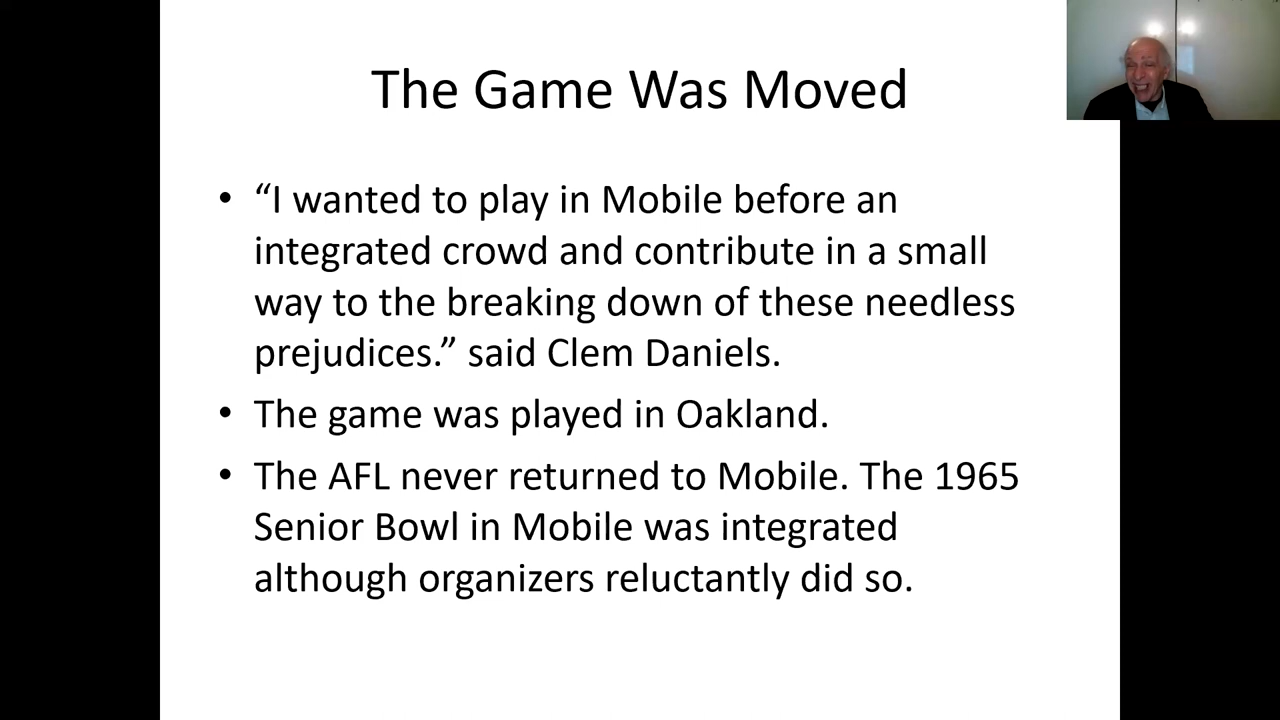 The Game Was Moved
• “I wanted to play in Mobile before an
integrated crowd and contribute in a small
way to the breaking down of these needless
prejudices.” said Clem Daniels.
• The game was played in Oakland.
• The AFL never returned to Mobile. The 1965
Senior Bowl in Mobile was integrated
although organizers reluctantly did so.